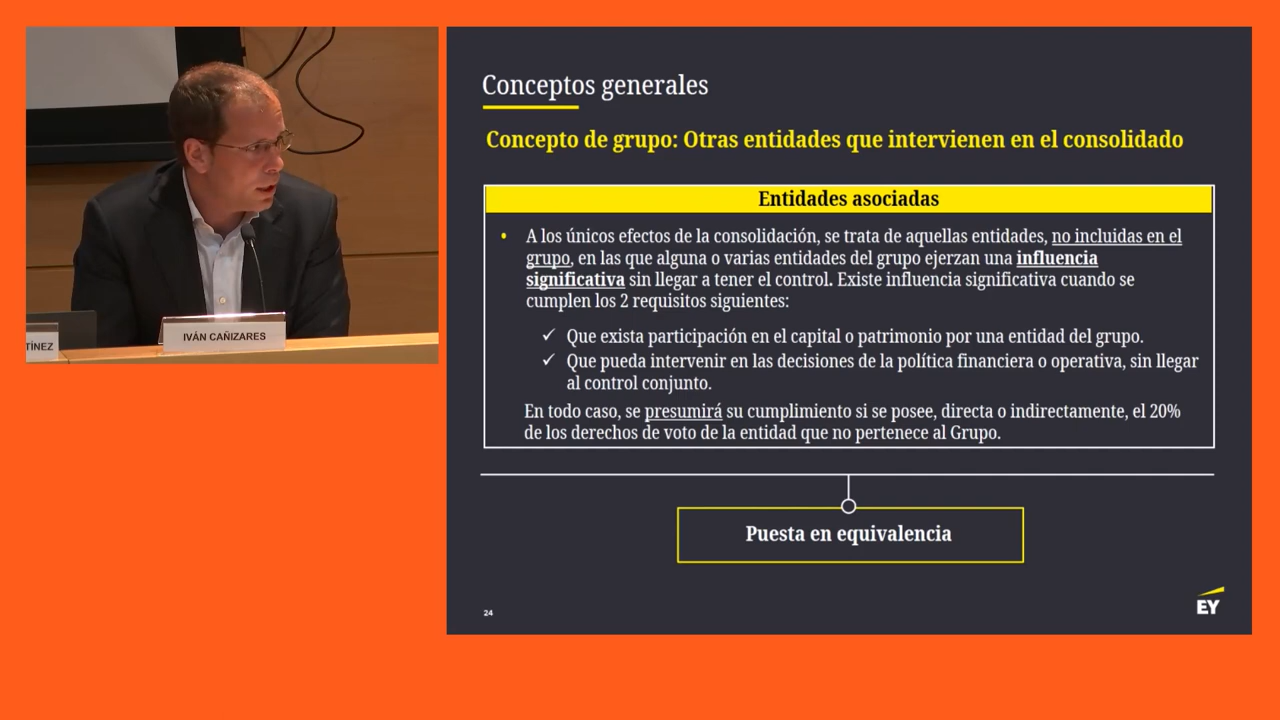 TÍNEZ
IVÁN CAÑIZARES
Conceptos generales
Concepto de grupo: Otras entidades que intervienen en el consolidado
Entidades asociadas
• A los únicos efectos de la consolidación, se trata de aquellas entidades, no incluidas en el
grupo, en las que alguna o varias entidades del grupo ejerzan una influencia
significativa sin llegar a tener el control. Existe influencia significativa cuando se
cumplen los 2 requisitos siguientes:
✓ Que exista participación en el capital o patrimonio por una entidad del grupo.
✓ Que pueda intervenir en las decisiones de la política financiera o operativa, sin llegar
al control conjunto.
En todo caso, se presumirá su cumplimiento si se posee, directa o indirectamente, el 20%
de los derechos de voto de la entidad que no pertenece al Grupo.
Puesta en equivalencia
24
EY